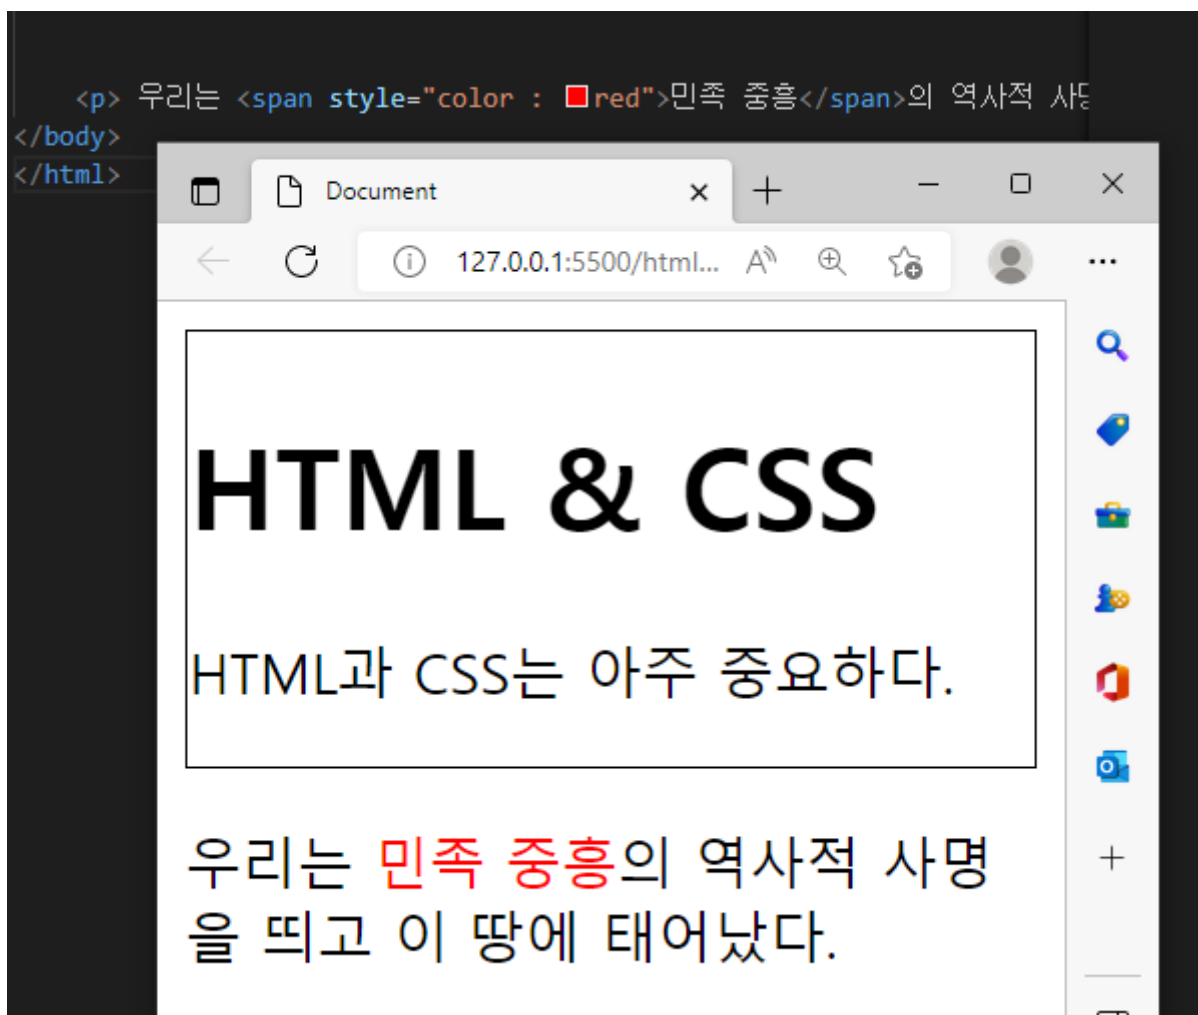 <p> 우리는 <span style="color : red">민족 중흥</span>의 역사적 사명
</body>
</html>
Document
127.0.0.1:5500/html...
HTML & CSS
HTML과 CSS는 아주 중요하다.
우리는 민족 중흥의 역사적 사명
을 띄고 이 땅에 태어났다.